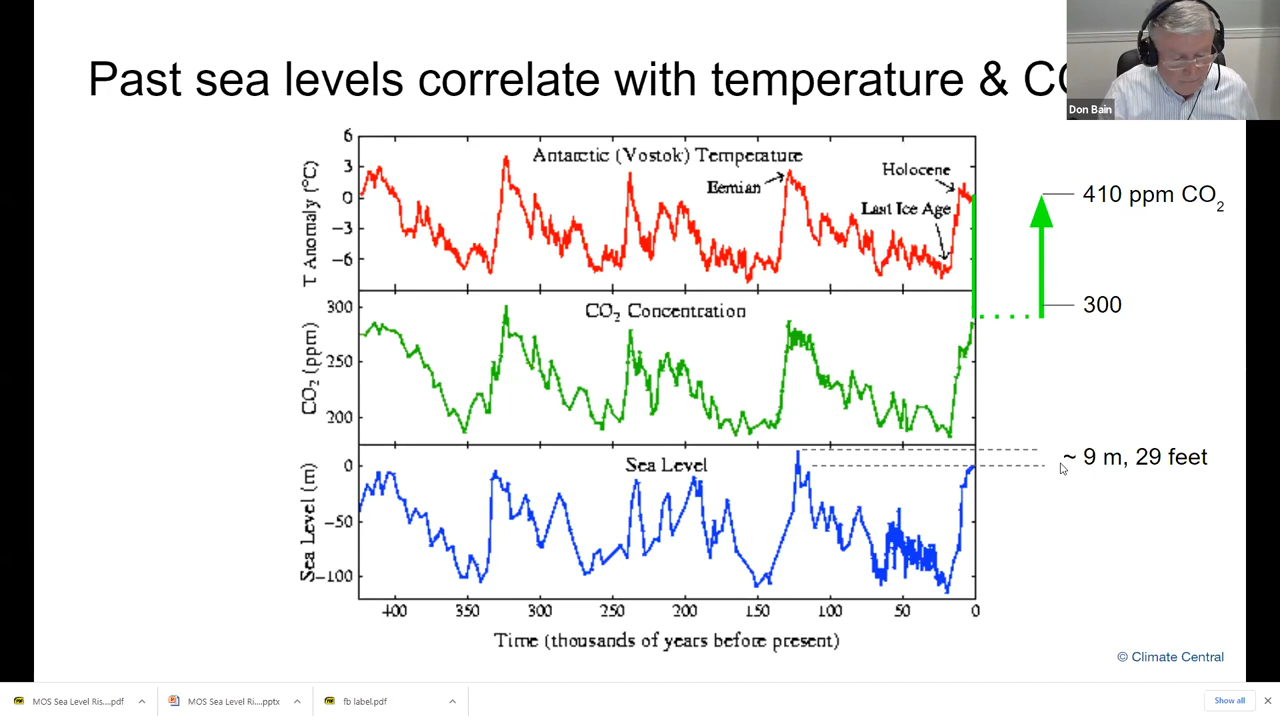 Past sea levels correlate with temperature & C
Don Bain
6
3
0
−3
−6
T Anomaly (°C)
Antarctic (Vostok) Temperature
Eemian
Holocene
Last Ice Age
410 ppm CO2
300
300
250
200
CO2 (ppm)
CO2 Concentration
0
−50
−100
Sea Level (m)
Sea Level
~ 9 m, 29 feet
400 350 300 250 200 150 100 50 0
Time (thousands of years before present)
© Climate Central
MOS Sea Level Ris....pdf
MOS Sea Level Ri....pptx
fb label.pdf
Show all